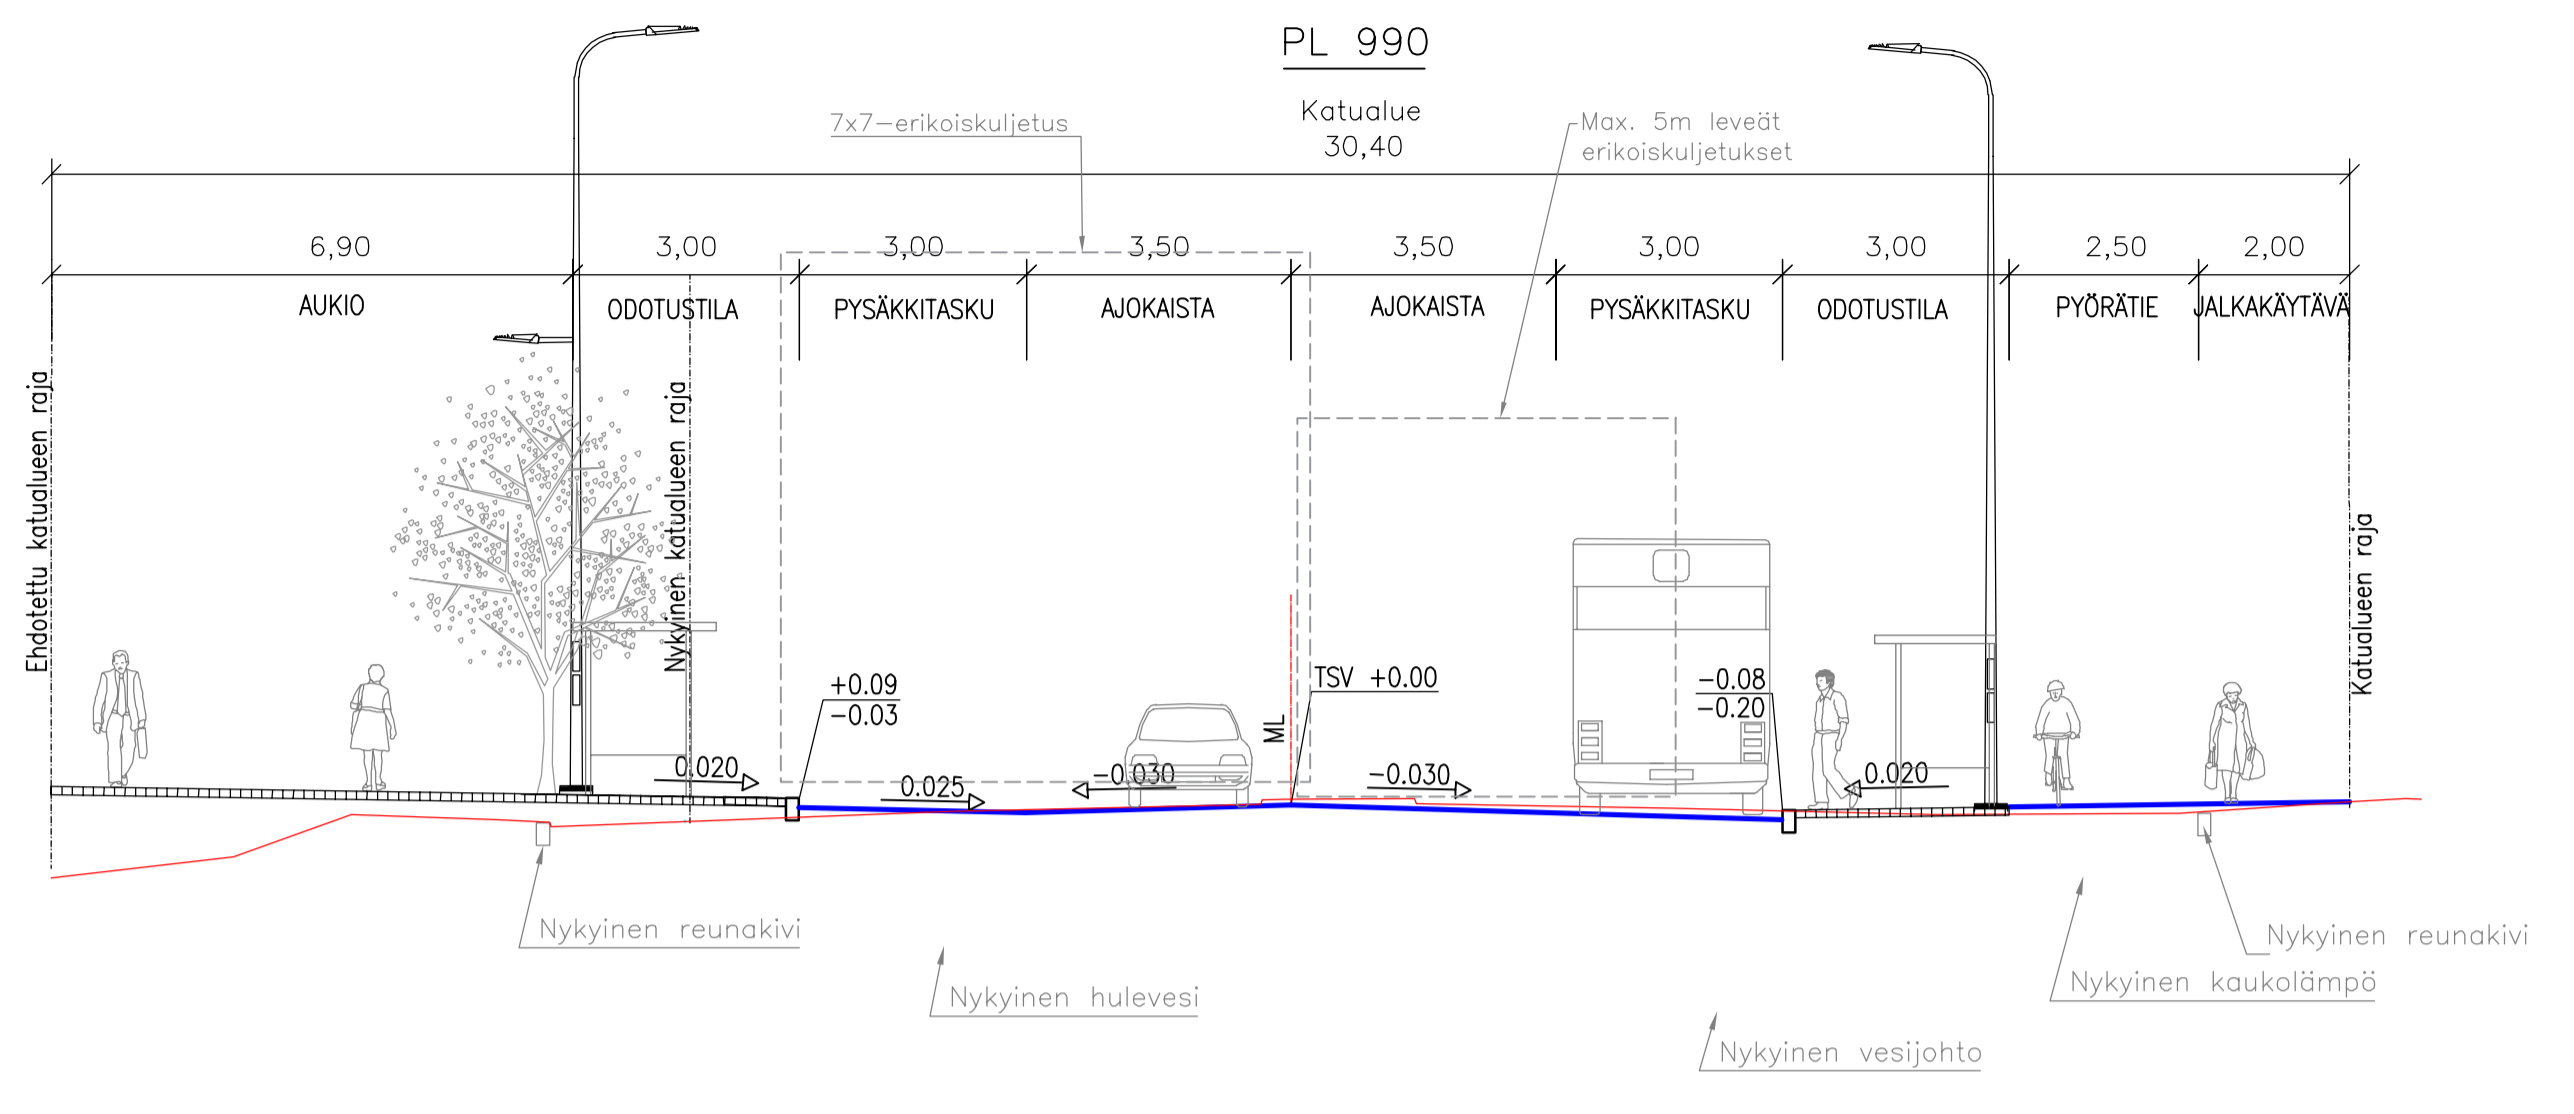 PL 990
Katualue
30,40
7x7-erikoiskuljetus
Max. 5m leveät
erikoiskuljetukset
6,90
3,00
3,00
3,50
3,50
3,00
3,00
2,50
2,00
AUKIO
ODOTUSTILA
PYSÄKKITASKU
AJOKAISTA
AJOKAISTA
PYSÄKKITASKU
ODOTUSTILA
PYÖRÄTIE
JALKAKÄYTÄVÄ
Ehdotettu katualueen raja
Nykyinen katualueen raja
Katualueen raja
+0.09
-0.03
ML
TSV +0.00
-0.08
-0.20
0.020
0.025
-0.030
-0.030
0.020
Nykyinen reunakivi
Nykyinen hulevesi
Nykyinen vesijohto
Nykyinen reunakivi
Nykyinen kaukolämpö